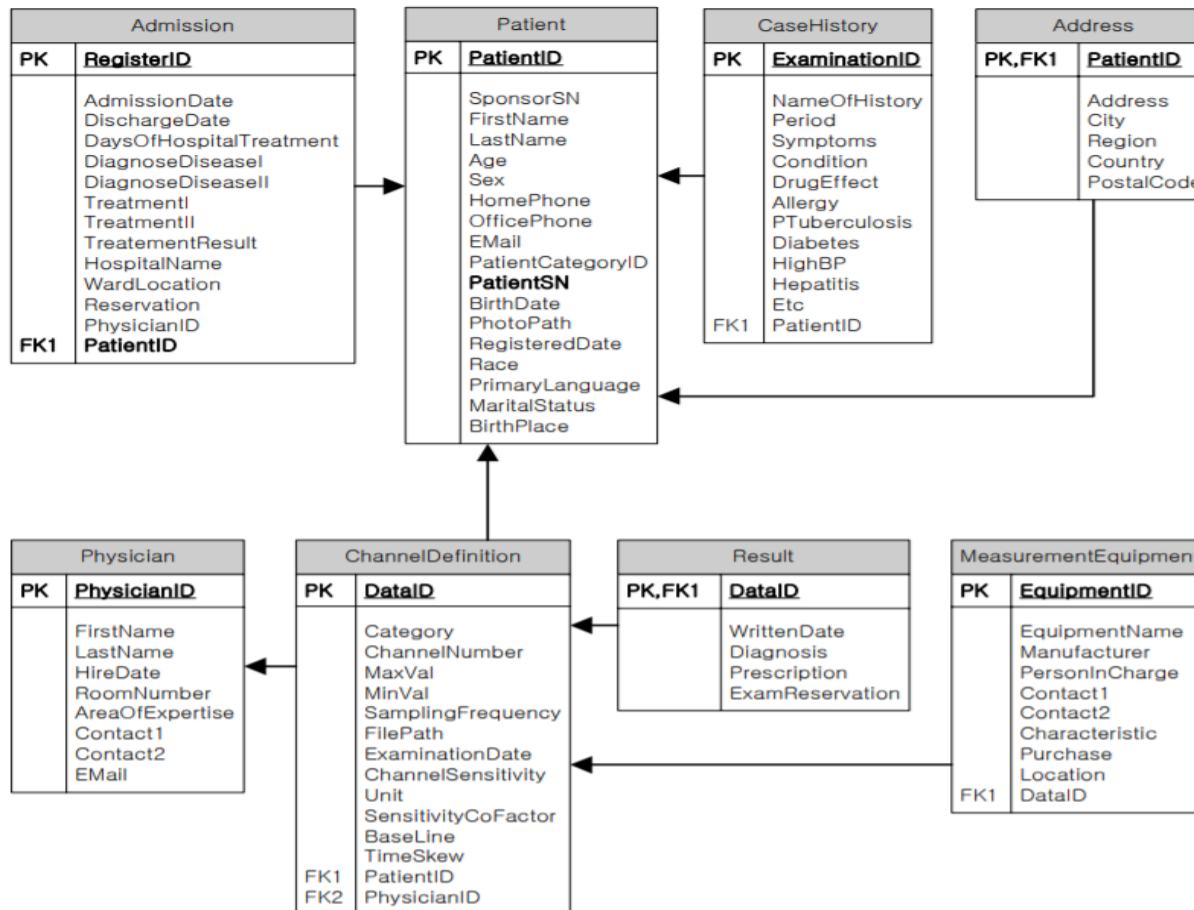 Admission
PK RegisterID
AdmissionDate
DischargeDate
DaysOfHospitalTreatment
DiagnoseDiseaseI
DiagnoseDiseaseII
TreatmentI
TreatmentII
TreatementResult
HospitalName
WardLocation
Reservation
PhysicianID
FK1 PatientID
Patient
PK PatientID
SponsorSN
FirstName
LastName
Age
Sex
HomePhone
OfficePhone
EMail
PatientCategoryID
PatientSN
BirthDate
PhotoPath
RegisteredDate
Race
PrimaryLanguage
MaritalStatus
BirthPlace
CaseHistory
PK ExaminationID
NameOfHistory
Period
Symptoms
Condition
DrugEffect
Allergy
PTuberculosis
Diabetes
HighBP
Hepatitis
Etc
FK1 PatientID
Address
PK,FK1 PatientID
Address
City
Region
Country
PostalCode
Physician
PK PhysicianID
FirstName
LastName
HireDate
RoomNumber
AreaOfExpertise
Contact1
Contact2
EMail
ChannelDefinition
PK DataID
Category
ChannelNumber
MaxVal
MinVal
SamplingFrequency
FilePath
ExaminationDate
ChannelSensitivity
Unit
SensitivityCoFactor
BaseLine
TimeSkew
FK1 PatientID
FK2 PhysicianID
Result
PK,FK1 DataID
WrittenDate
Diagnosis
Prescription
ExamReservation
MeasurementEquipmen
PK EquipmentID
EquipmentName
Manufacturer
PersonInCharge
Contact1
Contact2
Characteristic
Purchase
Location
FK1 DataID